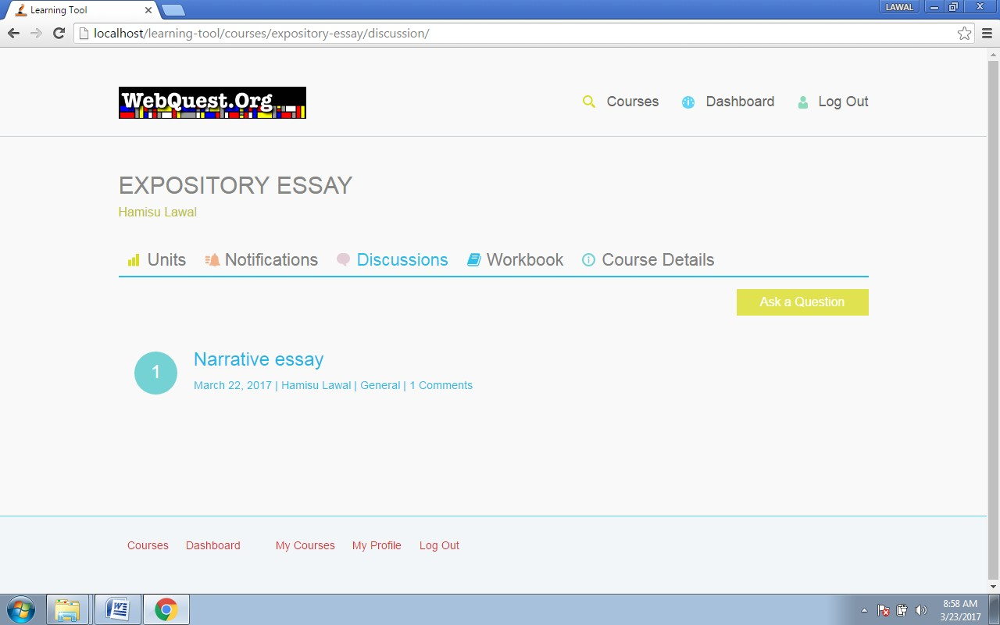 Learning Tool
LAWAL
localhost/learning-tool/courses/expository-essay/discussion/
WebQuest.Org
Courses Dashboard Log Out
EXPOSITORY ESSAY
Hamisu Lawal
Units Notifications Discussions Workbook Course Details
Ask a Question
1
Narrative essay
March 22, 2017 | Hamisu Lawal | General | 1 Comments
Courses Dashboard My Courses My Profile Log Out
8:58 AM
3/23/2017